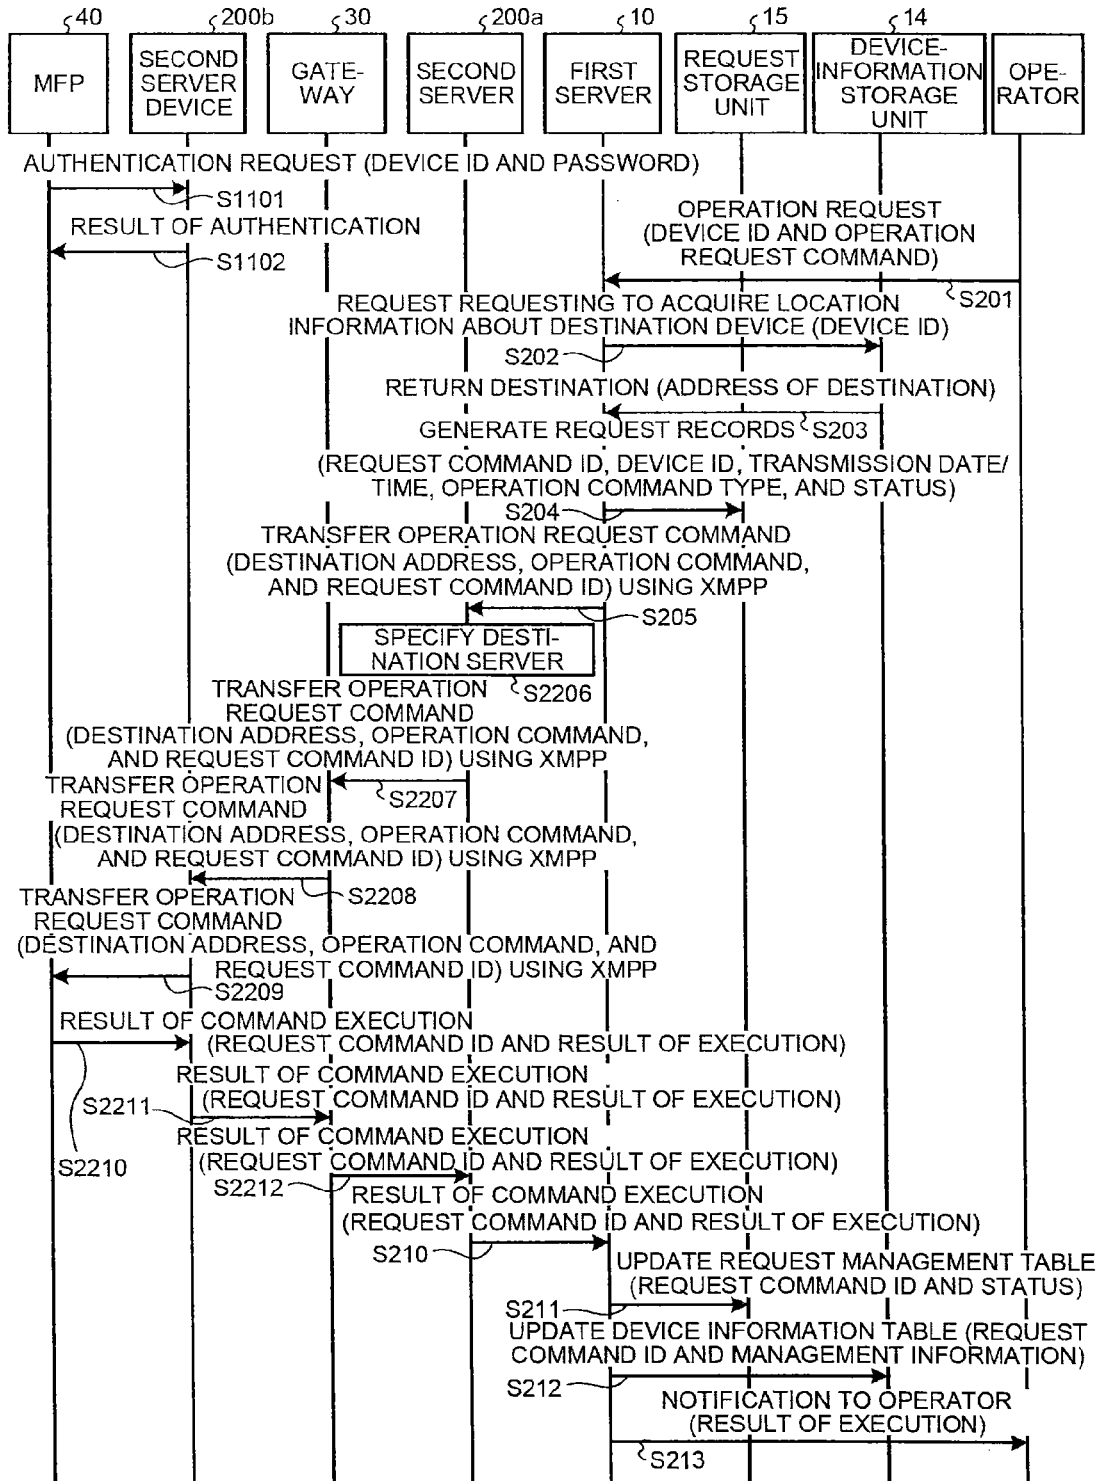 40
200b
30
200a
10
15
14
MFP
SECOND
SERVER
DEVICE
GATE-
WAY
SECOND
SERVER
FIRST
SERVER
REQUEST
STORAGE
UNIT
DEVICE-
INFORMATION
STORAGE
UNIT
OPE-
RATOR
AUTHENTICATION REQUEST (DEVICE ID AND PASSWORD)
S1101
RESULT OF AUTHENTICATION
S1102
OPERATION REQUEST
(DEVICE ID AND OPERATION
REQUEST COMMAND)
S201
REQUEST REQUESTING TO ACQUIRE LOCATION
INFORMATION ABOUT DESTINATION DEVICE (DEVICE ID)
S202
RETURN DESTINATION (ADDRESS OF DESTINATION)
S203
GENERATE REQUEST RECORDS
(REQUEST COMMAND ID, DEVICE ID, TRANSMISSION DATE/
TIME, OPERATION COMMAND TYPE, AND STATUS)
S204
TRANSFER OPERATION REQUEST COMMAND
(DESTINATION ADDRESS, OPERATION COMMAND,
AND REQUEST COMMAND ID) USING XMPP
S205
SPECIFY DESTI-
NATION SERVER
S2206
TRANSFER OPERATION
REQUEST COMMAND
(DESTINATION ADDRESS, OPERATION COMMAND,
AND REQUEST COMMAND ID) USING XMPP
S2207
TRANSFER OPERATION
REQUEST COMMAND
(DESTINATION ADDRESS, OPERATION COMMAND,
AND REQUEST COMMAND ID) USING XMPP
S2208
TRANSFER OPERATION
REQUEST COMMAND
(DESTINATION ADDRESS, OPERATION COMMAND, AND
REQUEST COMMAND ID) USING XMPP
S2209
RESULT OF COMMAND EXECUTION
(REQUEST COMMAND ID AND RESULT OF EXECUTION)
S2210
RESULT OF COMMAND EXECUTION
(REQUEST COMMAND ID AND RESULT OF EXECUTION)
S2211
RESULT OF COMMAND EXECUTION
(REQUEST COMMAND ID AND RESULT OF EXECUTION)
S2212
RESULT OF COMMAND EXECUTION
(REQUEST COMMAND ID AND RESULT OF EXECUTION)
S210
UPDATE REQUEST MANAGEMENT TABLE
(REQUEST COMMAND ID AND STATUS)
S211
UPDATE DEVICE INFORMATION TABLE (REQUEST
COMMAND ID AND MANAGEMENT INFORMATION)
S212
NOTIFICATION TO OPERATOR
(RESULT OF EXECUTION)
S213